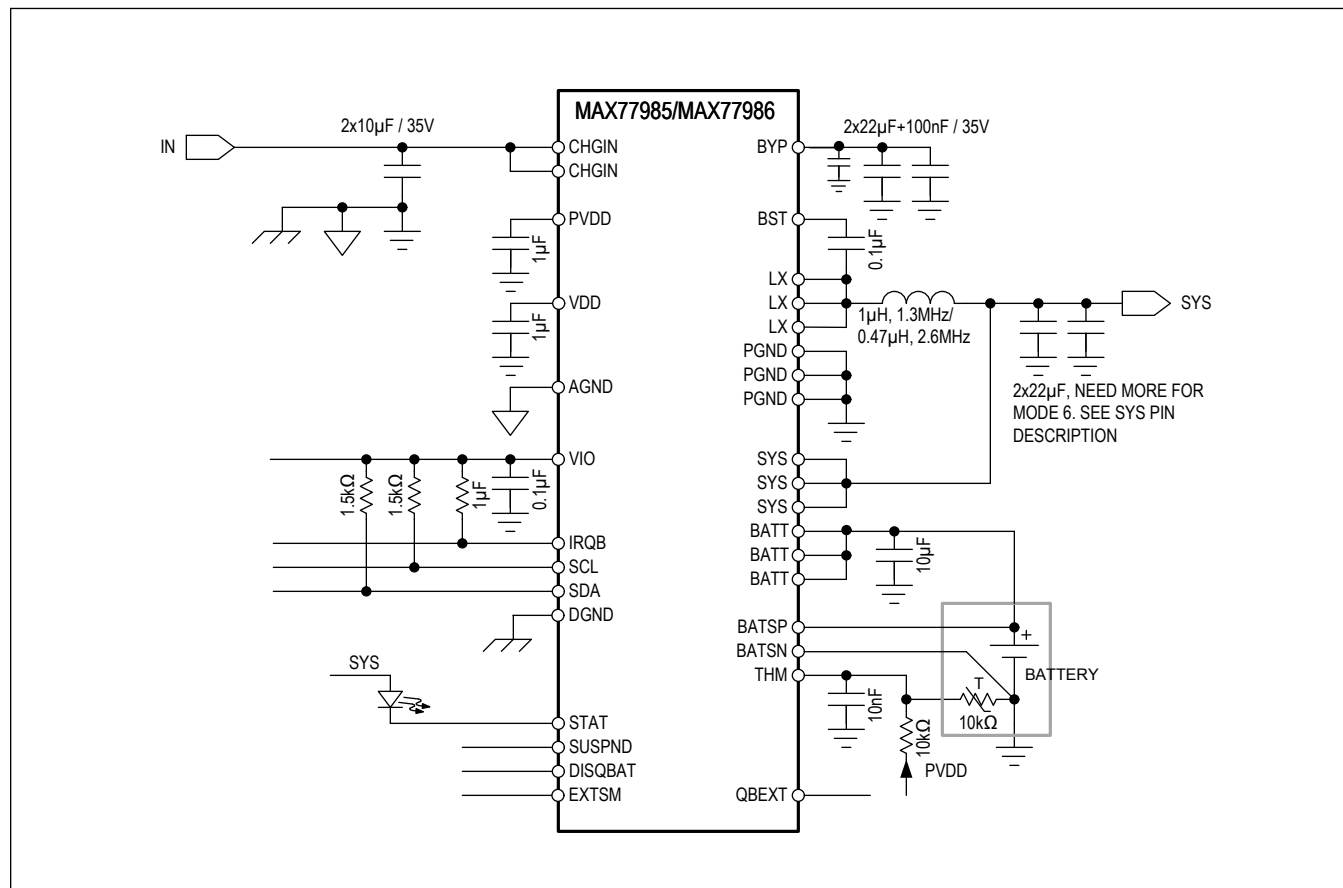 MAX77985/MAX77986
IN
2x10µF / 35V
CHGIN
CHGIN
PVDD
1µF
VDD
1µF
AGND
VIO
1.5kΩ
1.5kΩ
1µF
0.1µF
IRQB
SCL
SDA
DGND
SYS
STAT
SUSPND
DISQBAT
EXTSM
BYP
2x22µF+100nF / 35V
BST
0.1µF
LX
LX
LX
1µH, 1.3MHz/
0.47µH, 2.6MHz
SYS
PGND
PGND
PGND
2x22µF, NEED MORE FOR
MODE 6. SEE SYS PIN
DESCRIPTION
SYS
SYS
SYS
BATT
BATT
BATT
10µF
BATSP
BATSN
THM
10nF
10kΩ
PVDD
T
10kΩ
+
BATTERY
QBEXT